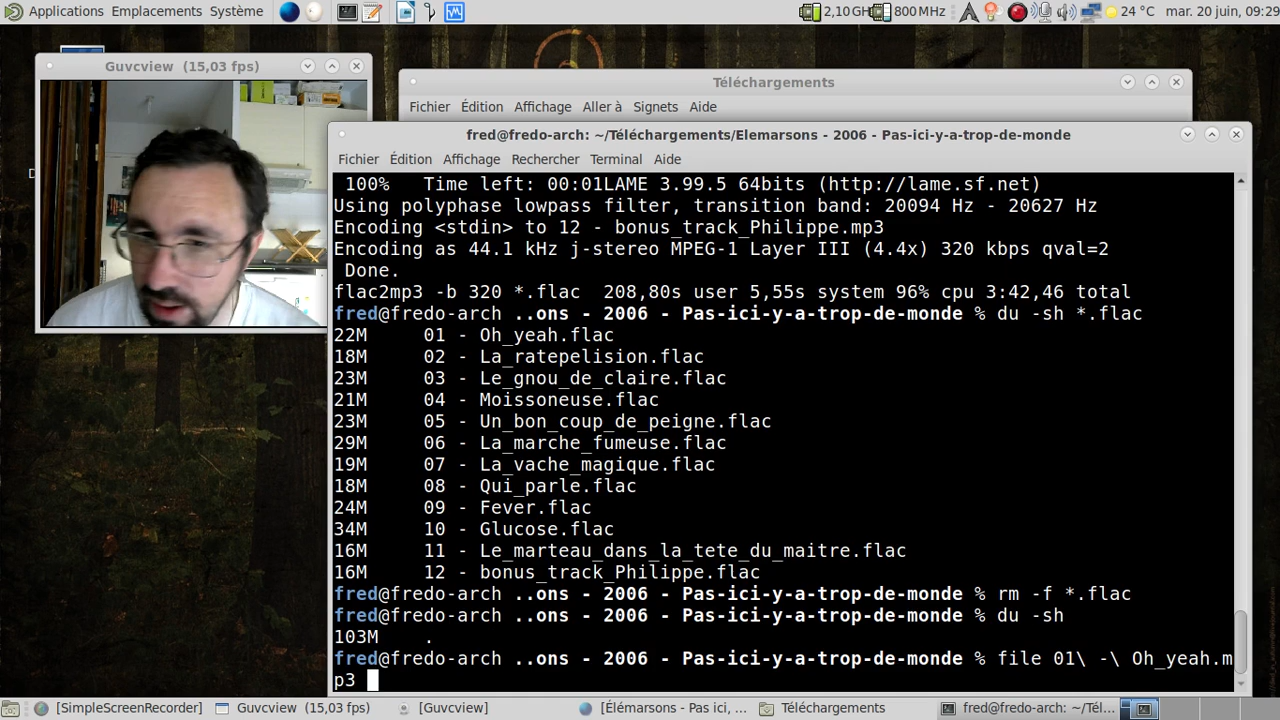 Applications Emplacements Système
2,10GH 800 MHz 24 °C mar. 20 juin, 09:29
Guvcview (15,03 fps)
Téléchargements
Fichier Édition Affichage Aller à Signets Aide
fred@fredo-arch: ~/Téléchargements/Elemarsons - 2006 - Pas-ici-y-a-trop-de-monde
Fichier Édition Affichage Rechercher Terminal Aide
100% Time left: 00:01LAME 3.99.5 64bits (http://lame.sf.net)
Using polyphase lowpass filter, transition band: 20094 Hz - 20627 Hz
Encoding <stdin> to 12 - bonus_track_Philippe.mp3
Encoding as 44.1 kHz j-stereo MPEG-1 Layer III (4.4x) 320 kbps qval=2
Done.
flac2mp3 -b 320 *.flac 208,80s user 5,55s system 96% cpu 3:42,46 total
fred@fredo-arch ..ons - 2006 - Pas-ici-y-a-trop-de-monde % du -sh *.flac
22M 01 - Oh_yeah.flac
18M 02 - La_ratepelision.flac
23M 03 - Le_gnou_de_claire.flac
21M 04 - Moissoneuse.flac
23M 05 - Un_bon_coup_de_peigne.flac
29M 06 - La_marche_fumeuse.flac
19M 07 - La_vache_magique.flac
18M 08 - Qui_parle.flac
24M 09 - Fever.flac
34M 10 - Glucose.flac
16M 11 - Le_marteau_dans_la_tete_du_maitre.flac
16M 12 - bonus_track_Philippe.flac
fred@fredo-arch ..ons - 2006 - Pas-ici-y-a-trop-de-monde % rm -f *.flac
fred@fredo-arch ..ons - 2006 - Pas-ici-y-a-trop-de-monde % du -sh
103M .
fred@fredo-arch ..ons - 2006 - Pas-ici-y-a-trop-de-monde % file 01\ -\ Oh_yeah.m
p3
[SimpleScreenRecorder] Guvcview (15,03 fps) [Guvcview] [Élémarsons - Pas ici, ... Téléchargements fred@fredo-arch: ~/Tél...